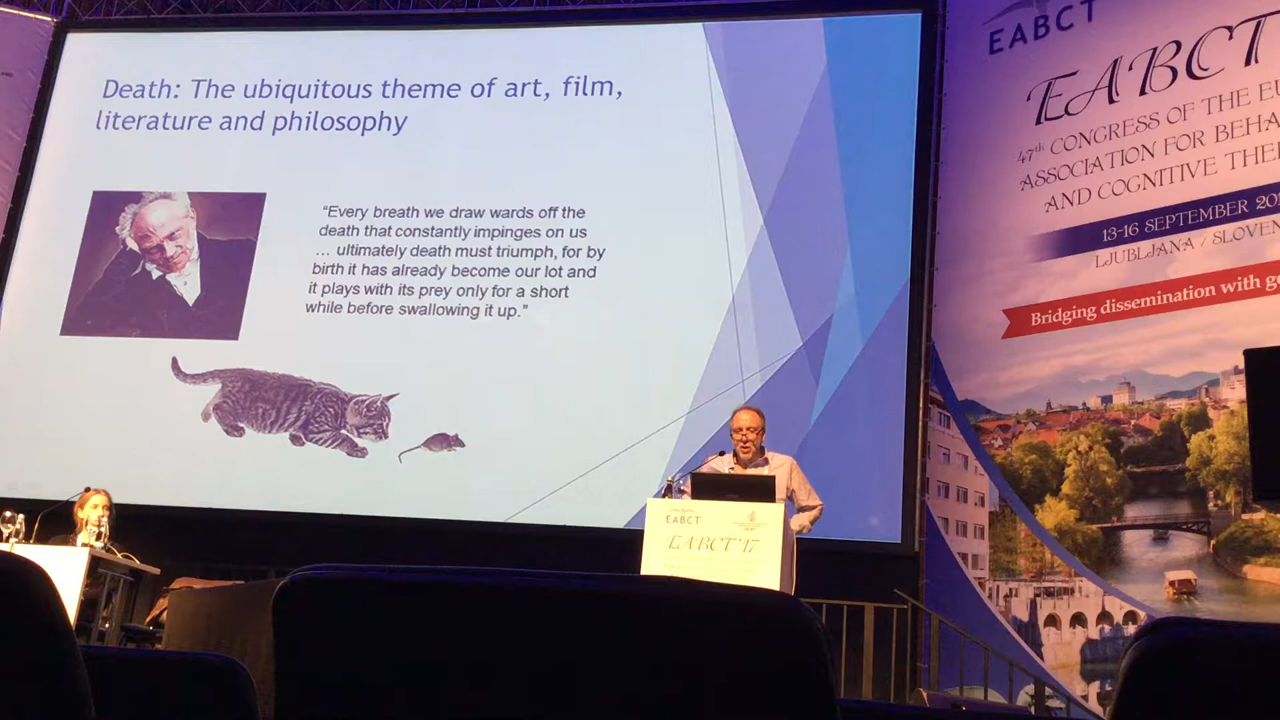 Death: The ubiquitous theme of art, film,
literature and philosophy
“Every breath we draw wards off the
death that constantly impinges on us
… ultimately death must triumph, for by
birth it has already become our lot and
it plays with its prey only for a short
while before swallowing it up.”
EABCT
EABCT'17
EABCT
EABCT
47th CONGRESS OF THE EU
ASSOCIATION FOR BEHA
AND COGNITIVE THE
13-16 SEPTEMBER 201
LJUBLJANA / SLOVEN
Bridging dissemination with go